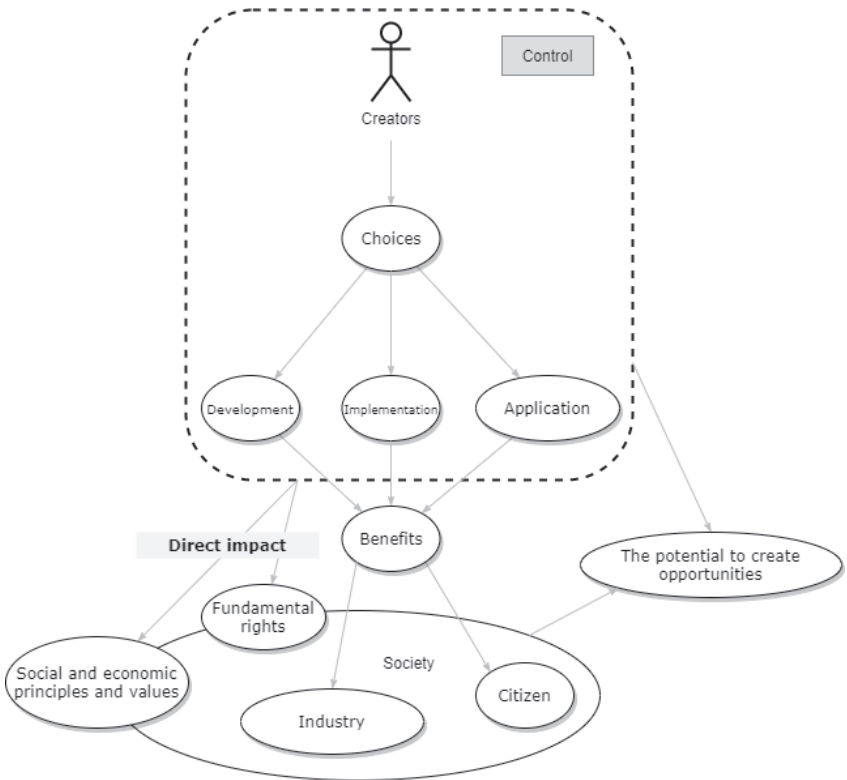 Control
Creators
Choices
Development
Implementation
Application
Direct impact
Benefits
The potential to create
opportunities
Fundamental
rights
Society
Social and economic
principles and values
Citizen
Industry